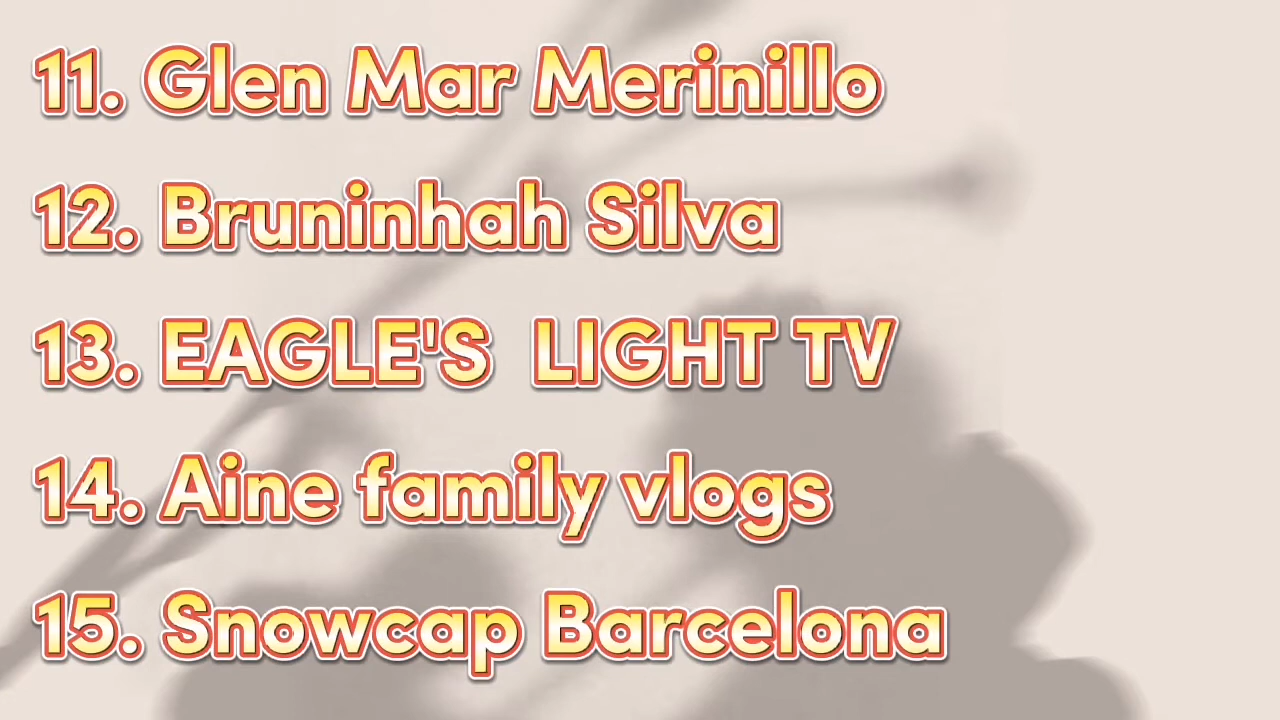 11. Glen Mar Merinillo
12. Bruninhah Silva
13. EAGLE'S  LIGHT TV
14. Aine family vlogs
15. Snowcap Barcelona